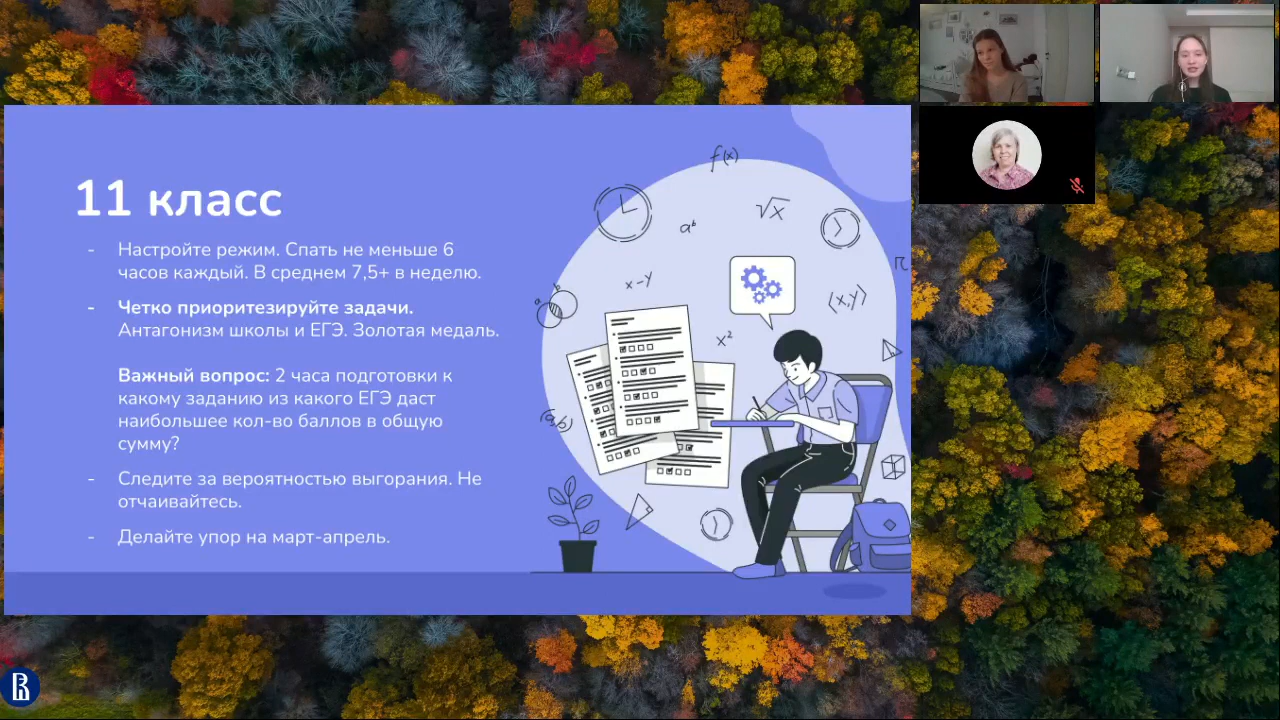 11 класс
- Настройте режим. Спать не меньше 6
часов каждый. В среднем 7,5+ в неделю.
- Четко приоритезируйте задачи.
Антагонизм школы и ЕГЭ. Золотая медаль.
Важный вопрос: 2 часа подготовки к
какому заданию из какого ЕГЭ даст
наибольшее кол-во баллов в общую
сумму?
- Следите за вероятностью выгорания. Не
отчаивайтесь.
- Делайте упор на март-апрель.
f(x)
√x
aᵇ
π
x-y
⟨x,y⟩
a b
x²